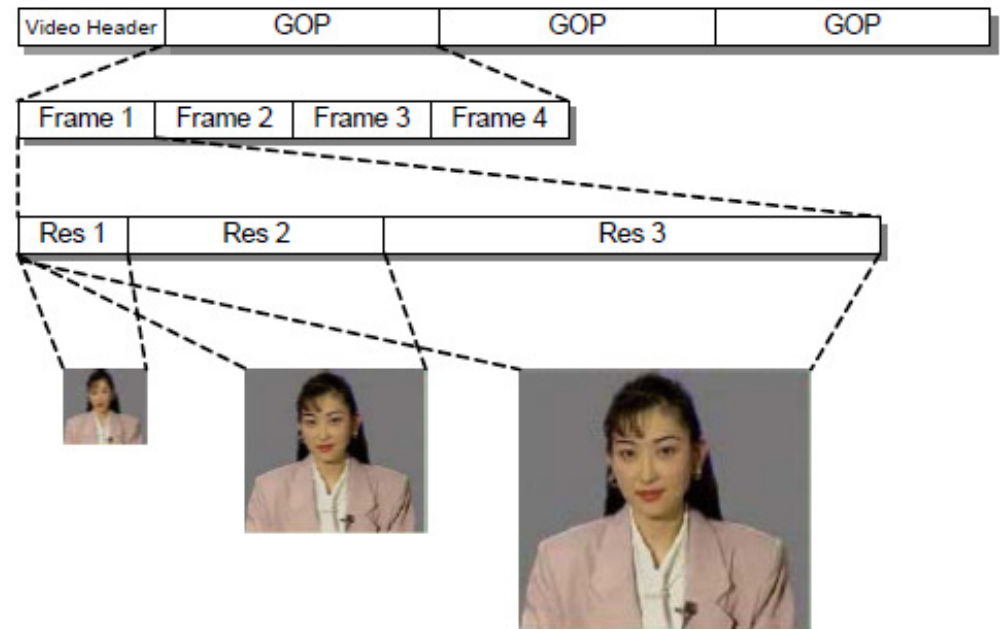 Video Header GOP GOP GOP
Frame 1 Frame 2 Frame 3 Frame 4
Res 1 Res 2 Res 3